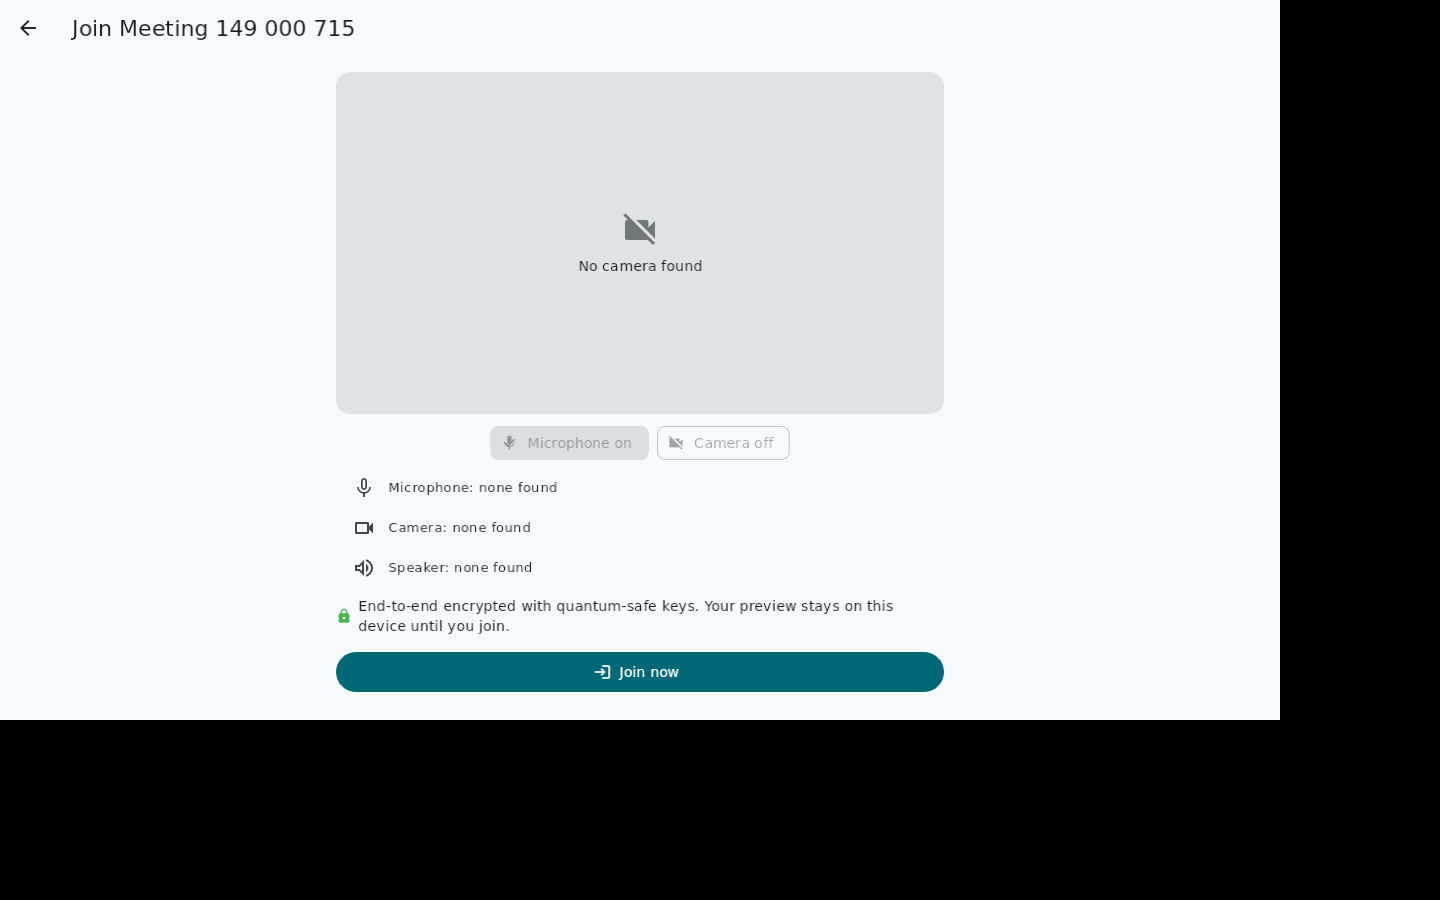 Join Meeting 149 000 715
No camera found
Microphone on
Camera off
Microphone: none found
Camera: none found
Speaker: none found
End-to-end encrypted with quantum-safe keys. Your preview stays on this
device until you join.
Join now